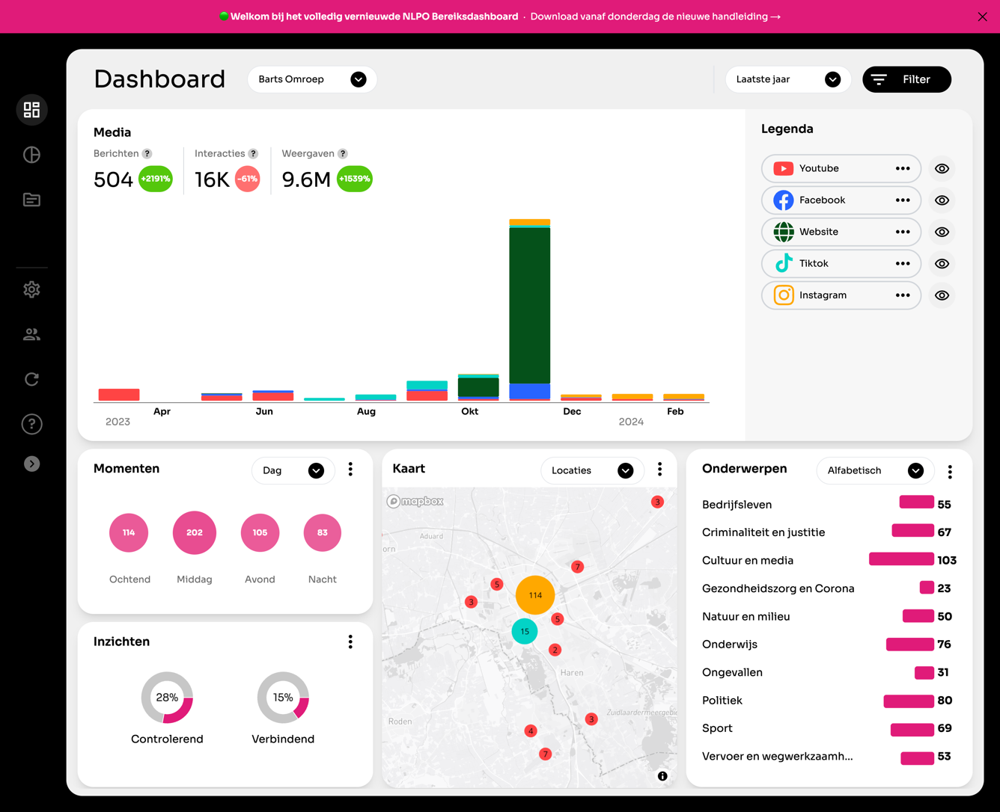 Welkom bij het volledig vernieuwde NLPO Bereiksdashboard · Download vanaf donderdag de nieuwe handleiding →
Dashboard
Barts Omroep
Laatste jaar
Filter
Media
Berichten ?
Interacties ?
Weergaven ?
504 +2191%
16K -61%
9.6M +1539%
Apr
Jun
Aug
Okt
Dec
Feb
2023
2024
Legenda
Youtube
Facebook
Website
Tiktok
Instagram
?
Momenten
Dag
114
202
105
83
Ochtend
Middag
Avond
Nacht
Inzichten
28%
15%
Controlerend
Verbindend
Kaart
Locaties
mapbox
3
Aduard
orn
7
5
114
3
5
15
2
Haren
Zuidlaardermeergebie
3
Roden
4
7
Onderwerpen
Alfabetisch
Bedrijfsleven 55
Criminaliteit en justitie 67
Cultuur en media 103
Gezondheidszorg en Corona 23
Natuur en milieu 50
Onderwijs 76
Ongevallen 31
Politiek 80
Sport 69
Vervoer en wegwerkzaamh... 53